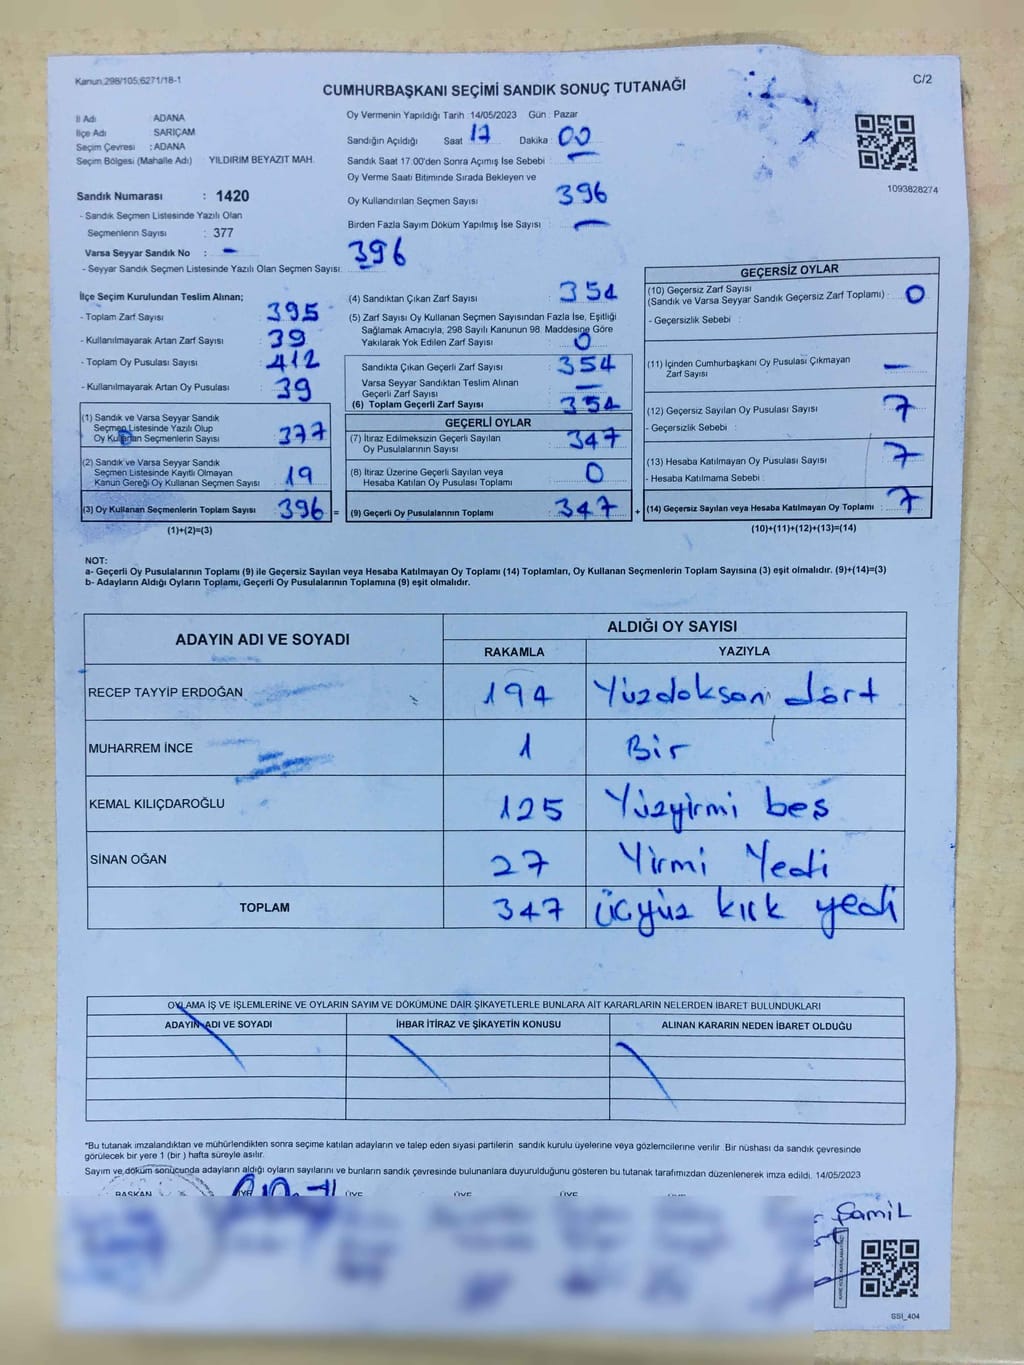 Kanun:298/105;6271/18-1
C/2
CUMHURBAŞKANI SEÇİMİ SANDIK SONUÇ TUTANAĞI
İl Adı ADANA
İlçe Adı : SARIÇAM
Seçim Çevresi : ADANA
Seçim Bölgesi (Mahalle Adı) YILDIRIM BEYAZIT MAH.
Oy Vermenin Yapıldığı Tarih : 14/05/2023 Gün : Pazar
Sandığın Açıldığı Saat : 17 Dakika : 00
Sandık Saat 17.00'den Sonra Açımış İse Sebebi : —
Oy Verme Saati Bitiminde Sırada Bekleyen ve
Oy Kullandırılan Seçmen Sayısı : 396
Birden Fazla Sayım Döküm Yapılmış İse Sayısı : —
1093828274
Sandık Numarası : 1420
- Sandık Seçmen Listesinde Yazılı Olan
Seçmenlerin Sayısı : 377
Varsa Seyyar Sandık No : -
- Seyyar Sandık Seçmen Listesinde Yazılı Olan Seçmen Sayısı: 396
İlçe Seçim Kurulundan Teslim Alınan;
- Toplam Zarf Sayısı : 395
- Kullanılmayarak Artan Zarf Sayısı : 39
- Toplam Oy Pusulası Sayısı : 412
- Kullanılmayarak Artan Oy Pusulası : 39
(1) Sandık ve Varsa Seyyar Sandık
Seçmen Listesinde Yazılı Olup
Oy Kullanan Seçmenlerin Sayısı : 377
(2) Sandık ve Varsa Seyyar Sandık
Seçmen Listesinde Kayıtlı Olmayan
Kanun Gereği Oy Kullanan Seçmen Sayısı : 19
(3) Oy Kullanan Seçmenlerin Toplam Sayısı : 396 =
(1)+(2)=(3)
(4) Sandıktan Çıkan Zarf Sayısı : 354
(5) Zarf Sayısı Oy Kullanan Seçmen Sayısından Fazla İse, Eşitliği
Sağlamak Amacıyla, 298 Sayılı Kanunun 98. Maddesine Göre
Yakılarak Yok Edilen Zarf Sayısı : 0
Sandıkta Çıkan Geçerli Zarf Sayısı : 354
Varsa Seyyar Sandıktan Teslim Alınan
Geçerli Zarf Sayısı : —
(6) Toplam Geçerli Zarf Sayısı : 354
GEÇERLİ OYLAR
(7) İtiraz Edilmeksizin Geçerli Sayılan
Oy Pusulalarının Sayısı : 347
(8) İtiraz Üzerine Geçerli Sayılan veya
Hesaba Katılan Oy Pusulası Toplamı : 0
(9) Geçerli Oy Pusulalarının Toplamı : 347 +
GEÇERSİZ OYLAR
(10) Geçersiz Zarf Sayısı
(Sandık ve Varsa Seyyar Sandık Geçersiz Zarf Toplamı) : 0
- Geçersizlik Sebebi :
(11) İçinden Cumhurbaşkanı Oy Pusulası Çıkmayan
Zarf Sayısı : —
(12) Geçersiz Sayılan Oy Pusulası Sayısı : 7
- Geçersizlik Sebebi :
(13) Hesaba Katılmayan Oy Pusulası Sayısı : 7
- Hesaba Katılmama Sebebi :
(14) Geçersiz Sayılan veya Hesaba Katılmayan Oy Toplamı : 7
(10)+(11)+(12)+(13)=(14)
NOT:
a- Geçerli Oy Pusulalarının Toplamı (9) ile Geçersiz Sayılan veya Hesaba Katılmayan Oy Toplamı (14) Toplamları, Oy Kullanan Seçmenlerin Toplam Sayısına (3) eşit olmalıdır. (9)+(14)=(3)
b- Adayların Aldığı Oyların Toplamı, Geçerli Oy Pusulalarının Toplamına (9) eşit olmalıdır.
ADAYIN ADI VE SOYADI ALDIĞI OY SAYISI
RAKAMLA YAZIYLA
RECEP TAYYİP ERDOĞAN 194 Yüzdoksan dört
MUHARREM İNCE 1 Bir
KEMAL KILIÇDAROĞLU 125 Yüzyirmi beş
SİNAN OĞAN 27 Yirmi Yedi
TOPLAM 347 üçyüz kırk yedi
OYLAMA İŞ VE İŞLEMLERİNE VE OYLARIN SAYIM VE DÖKÜMÜNE DAİR ŞİKAYETLERLE BUNLARA AİT KARARLARIN NELERDEN İBARET BULUNDUKLARI
ADAYIN ADI VE SOYADI İHBAR İTİRAZ VE ŞİKAYETİN KONUSU ALINAN KARARIN NEDEN İBARET OLDUĞU
*Bu tutanak imzalandıktan ve mühürlendikten sonra seçime katılan adayların ve talep eden siyasi partilerin sandık kurulu üyelerine veya gözlemcilerine verilir. Bir nüshası da sandık çevresinde
görülecek bir yere 1 (bir ) hafta süreyle asılır.
Sayım ve döküm sonucunda adayların aldığı oyların sayılarını ve bunların sandık çevresinde bulunanlara duyurulduğunu gösteren bu tutanak tarafımızdan düzenlenerek imza edildi. 14/05/2023
BAŞKAN ÜYE ÜYE ÜYE ÜYE
Şamil
SSI_404